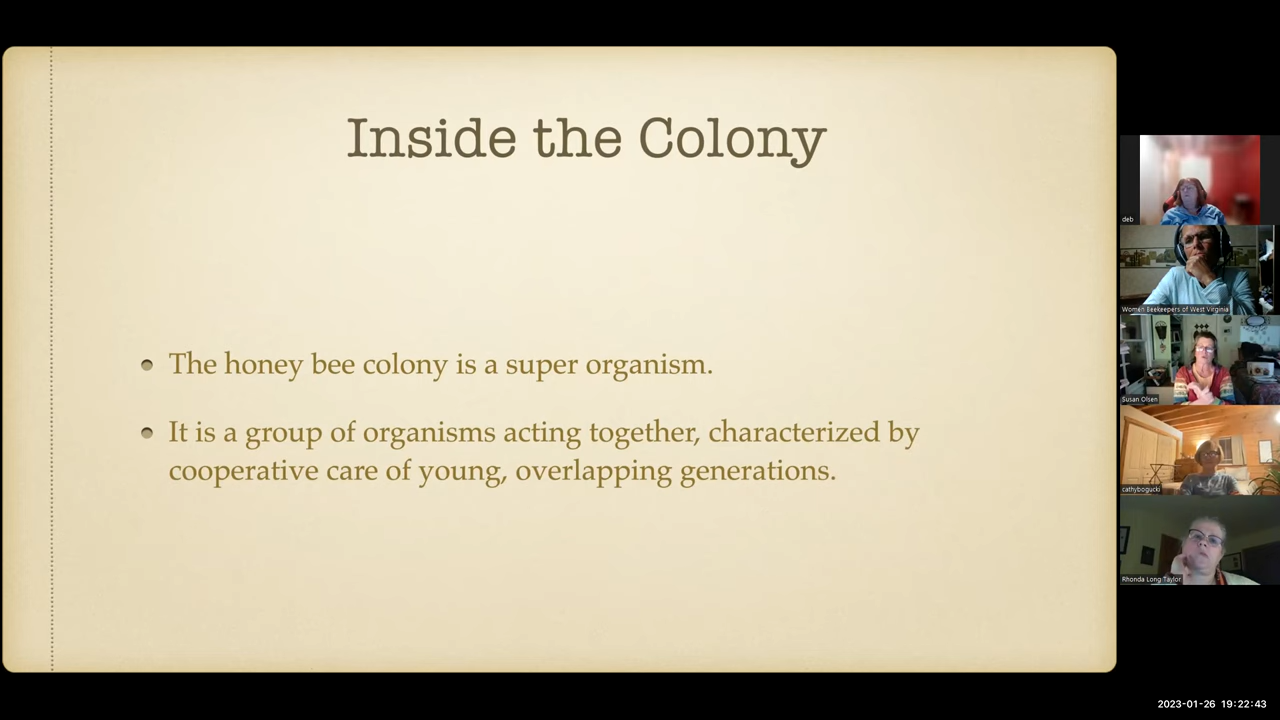 Inside the Colony
The honey bee colony is a super organism.
It is a group of organisms acting together, characterized by
cooperative care of young, overlapping generations.
deb
Women Beekeepers of West Virginia
Susan Olsen
cathybogucki
Rhonda Long Taylor
2023-01-26 19:22:43